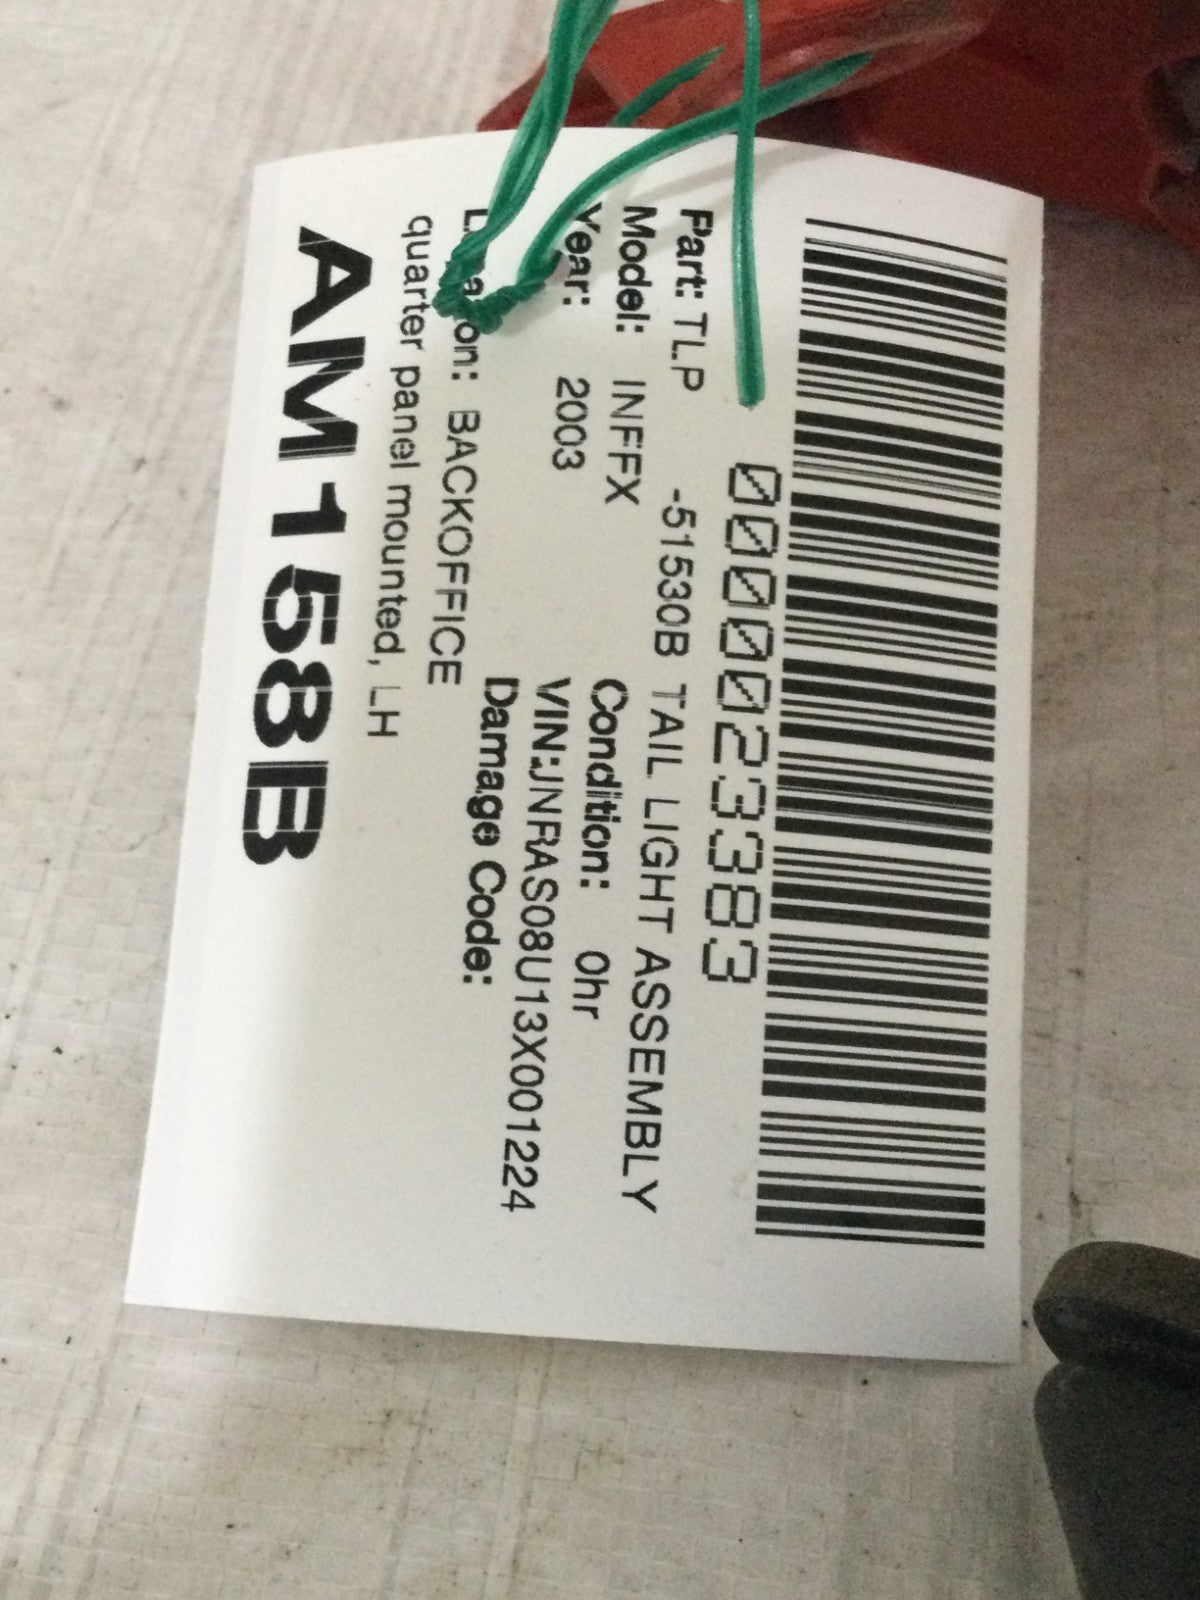 0000023383
Part: TLP -51530B TAIL LIGHT ASSEMBLY
Model: INFFX Condition: 0hr
Year: 2003 VIN:JNRAS08U13X001224
Damage Code:
BACKOFFICE
quarter panel mounted, LH
AM158B